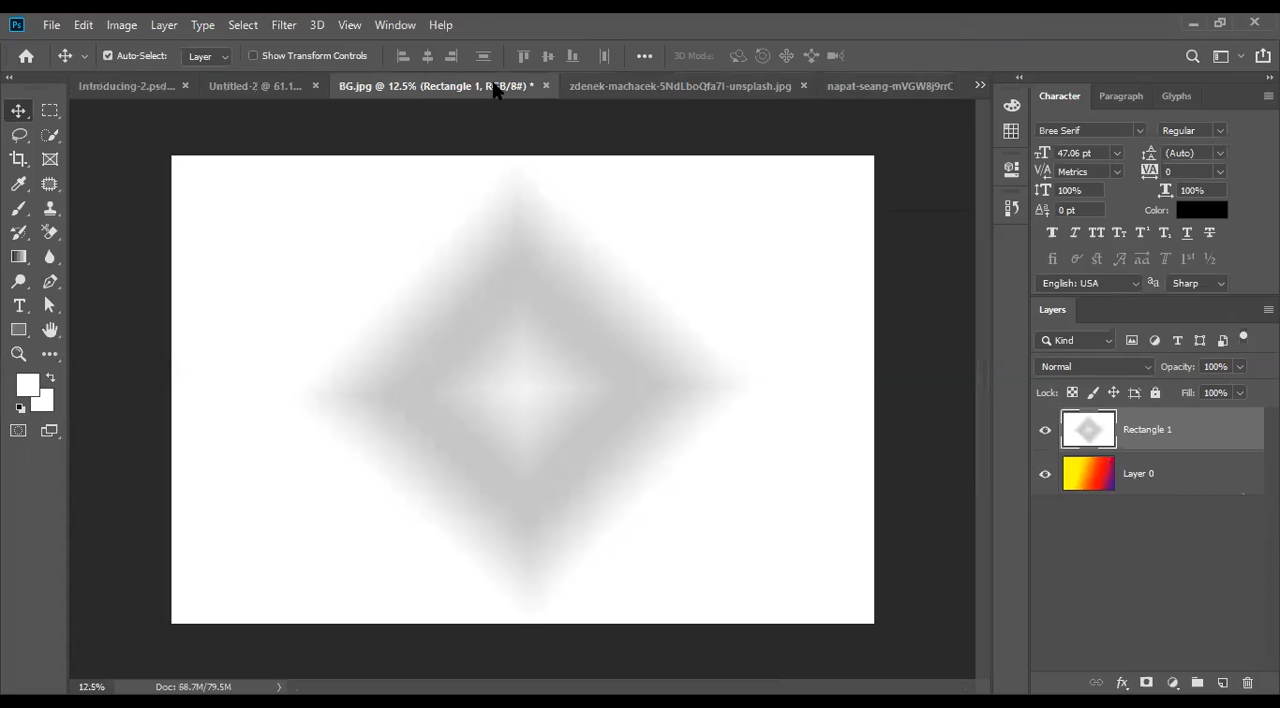 Ps File Edit Image Layer Type Select Filter 3D View Window Help
Auto-Select: Layer Show Transform Controls 3D Mode:
Introducing-2.psd... × Untitled-2 @ 61.1... × BG.jpg @ 12.5% (Rectangle 1, RGB/8#) * × zdenek-machacek-5NdLboQfa7I-unsplash.jpg × napat-seang-mVGW8j9rrC
Character Paragraph Glyphs
Bree Serif Regular
47.06 pt (Auto)
Metrics 0
100% 100%
0 pt Color:
English: USA Sharp
Layers
Kind
Normal Opacity: 100%
Lock: Fill: 100%
Rectangle 1
Layer 0
12.5% Doc: 68.7M/79.5M